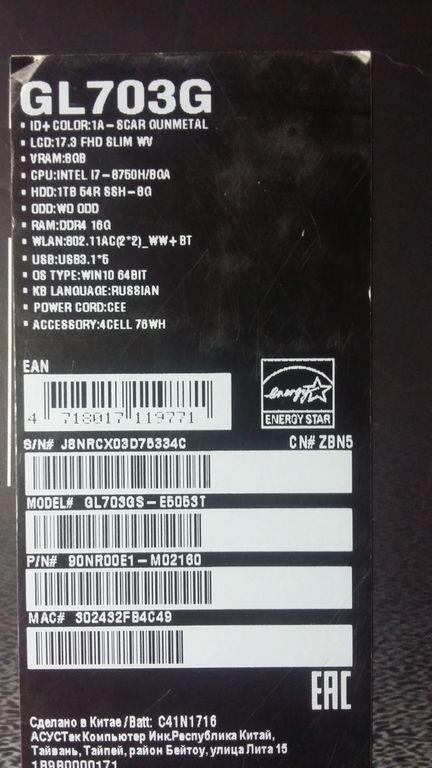 GL703G
• ID+ COLOR:1A-SCAR GUNMETAL
• LCD:17.3 FHD SLIM WV
• VRAM:8GB
• CPU:INTEL I7-8750H/BGA
• HDD:1TB 54R SSH-8G
• ODD:WO ODD
• RAM:DDR4 16G
• WLAN:802.11AC(2*2)_WW+BT
• USB:USB3.1*5
• OS TYPE:WIN10 64BIT
• KB LANGUAGE:RUSSIAN
• POWER CORD:CEE
• ACCESSORY:4CELL 76WH
EAN
4 718017 119771
energy
ENERGY STAR
S/N# J8NRCX03D75334C CN# ZBN5
MODEL# GL703GS-E5053T
P/N# 90NR00E1-M02160
MAC# 302432FB4C49
EAC
Сделано в Китае/Batt: C41N1716
АСУСТек Компьютер Инк.Республика Китай,
Тайвань, Тайпей, район Бейтоу, улица Лита 15
1B9B0000171